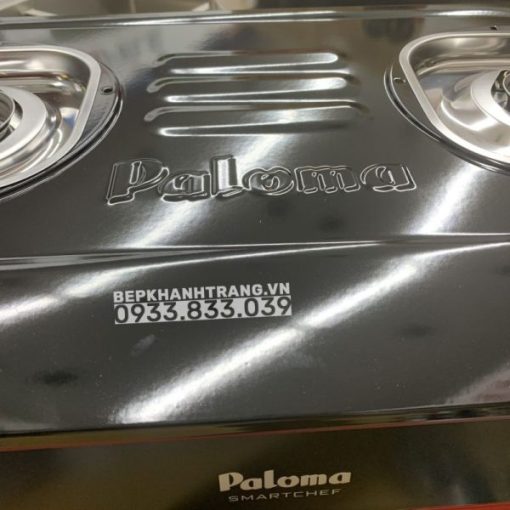 Paloma
BEPKHANHTRANG.VN
0933.833.039
Paloma
SMARTCHEF